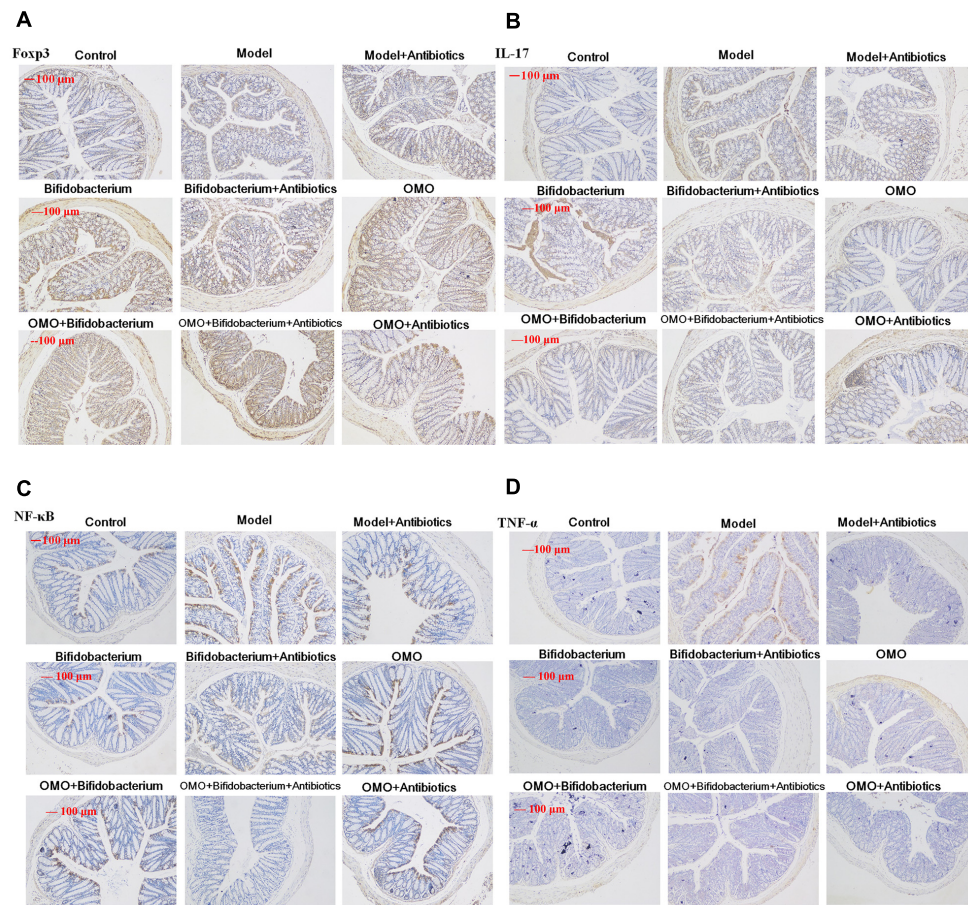 A
Foxp3
Control
Model
Model+Antibiotics
—100 μm
Bifidobacterium
Bifidobacterium+Antibiotics
OMO
—100 μm
OMO+Bifidobacterium
OMO+Bifidobacterium+Antibiotics
OMO+Antibiotics
--100 μm
B
IL-17
Control
Model
Model+Antibiotics
—100 μm
Bifidobacterium
Bifidobacterium+Antibiotics
OMO
—100 μm
OMO+Bifidobacterium
OMO+Bifidobacterium+Antibiotics
OMO+Antibiotics
—100 μm
C
NF-κB
Control
Model
Model+Antibiotics
—100 μm
Bifidobacterium
Bifidobacterium+Antibiotics
OMO
— 100 μm
OMO+Bifidobacterium
OMO+Bifidobacterium+Antibiotics
OMO+Antibiotics
— 100 μm
D
TNF-α
Control
Model
Model+Antibiotics
—100 μm
Bifidobacterium
Bifidobacterium+Antibiotics
OMO
— 100 μm
OMO+Bifidobacterium
OMO+Bifidobacterium+Antibiotics
OMO+Antibiotics
— 100 μm